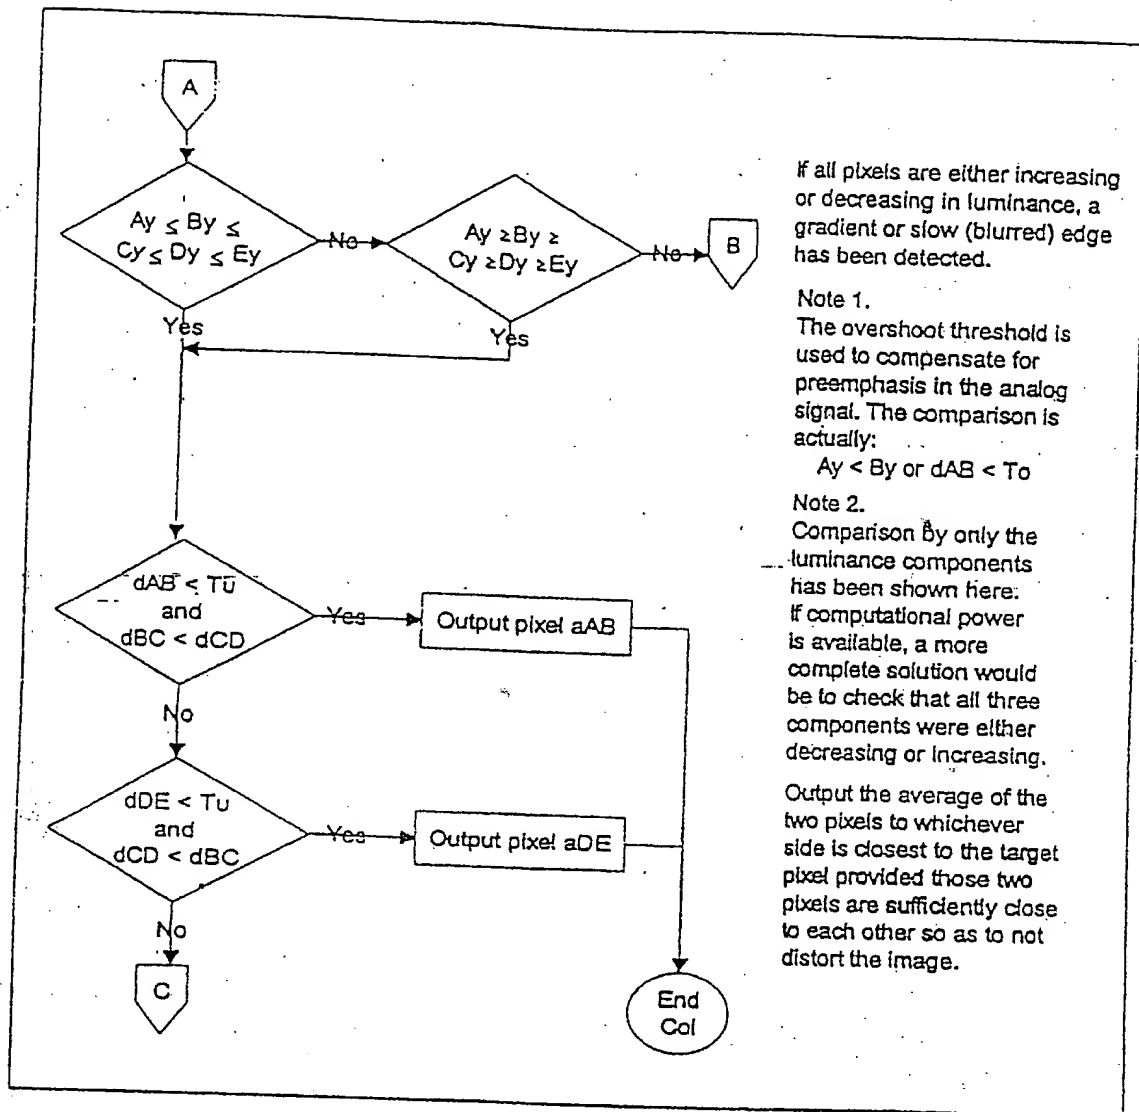 A
Ay ≤ By ≤
Cy ≤ Dy ≤ Ey
No
Ay ≥By ≥
Cy ≥Dy ≥Ey
No
B
Yes
Yes
dAB < Tu
and
dBC < dCD
Yes
Output pixel aAB
No
dDE < Tu
and
dCD < dBC
Yes
Output pixel aDE
No
C
End
Col
If all pixels are either increasing
or decreasing in luminance, a
gradient or slow (blurred) edge
has been detected.
Note 1.
The overshoot threshold is
used to compensate for
preemphasis in the analog
signal. The comparison is
actually:
Ay < By or dAB < To
Note 2.
Comparison By only the
luminance components
has been shown here.
If computational power
is available, a more
complete solution would
be to check that all three
components were either
decreasing or increasing.
Output the average of the
two pixels to whichever
side is closest to the target
pixel provided those two
pixels are sufficiently close
to each other so as to not
distort the image.